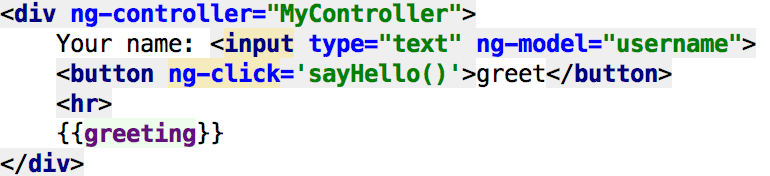 <div ng-controller="MyController">
    Your name: <input type="text" ng-model="username">
    <button ng-click='sayHello()'>greet</button>
    <hr>
    {{greeting}}
</div>